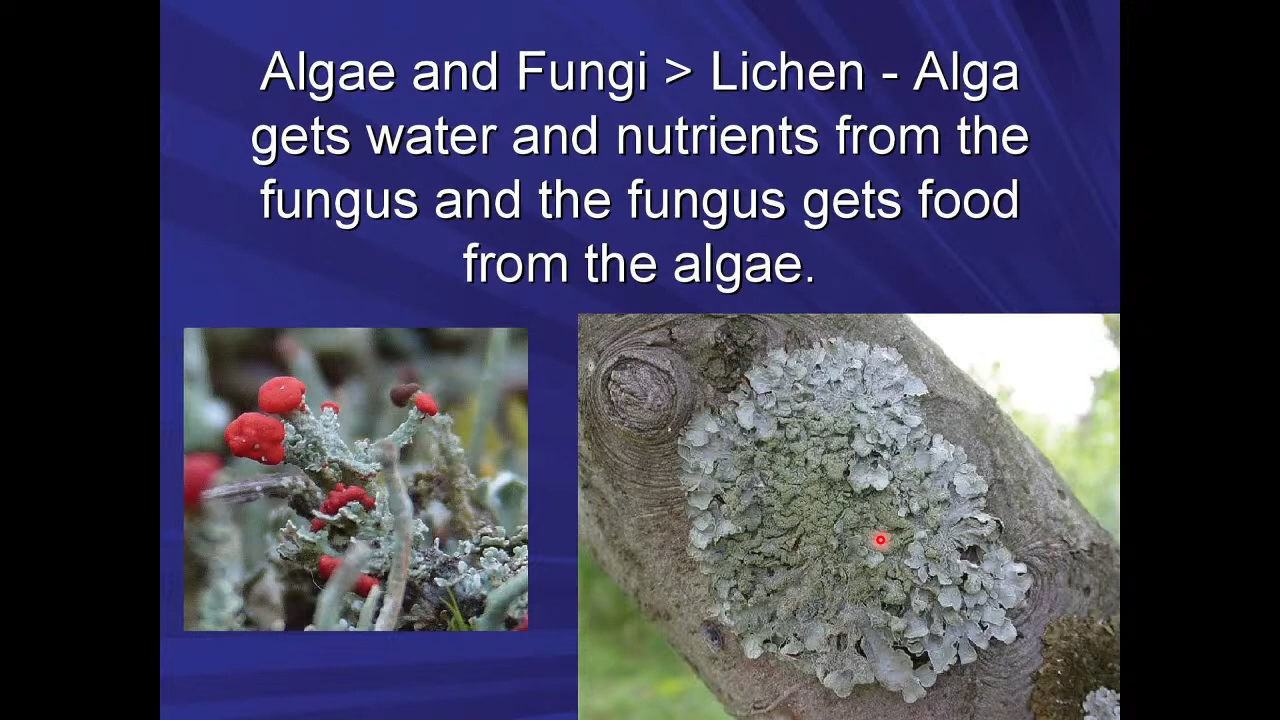 Algae and Fungi > Lichen - Alga
gets water and nutrients from the
fungus and the fungus gets food
from the algae.